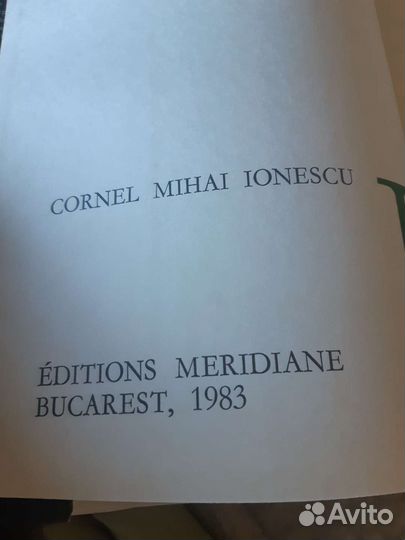 CORNEL MIHAI IONESCU
ÉDITIONS MERIDIANE
BUCAREST, 1983
Avito